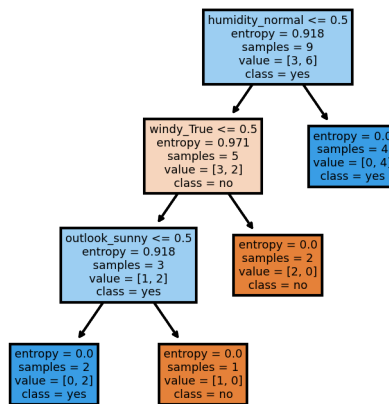 humidity_normal <= 0.5
entropy = 0.918
samples = 9
value = [3, 6]
class = yes
windy_True <= 0.5
entropy = 0.971
samples = 5
value = [3, 2]
class = no
entropy = 0.0
samples = 4
value = [0, 4]
class = yes
outlook_sunny <= 0.5
entropy = 0.918
samples = 3
value = [1, 2]
class = yes
entropy = 0.0
samples = 2
value = [2, 0]
class = no
entropy = 0.0
samples = 2
value = [0, 2]
class = yes
entropy = 0.0
samples = 1
value = [1, 0]
class = no